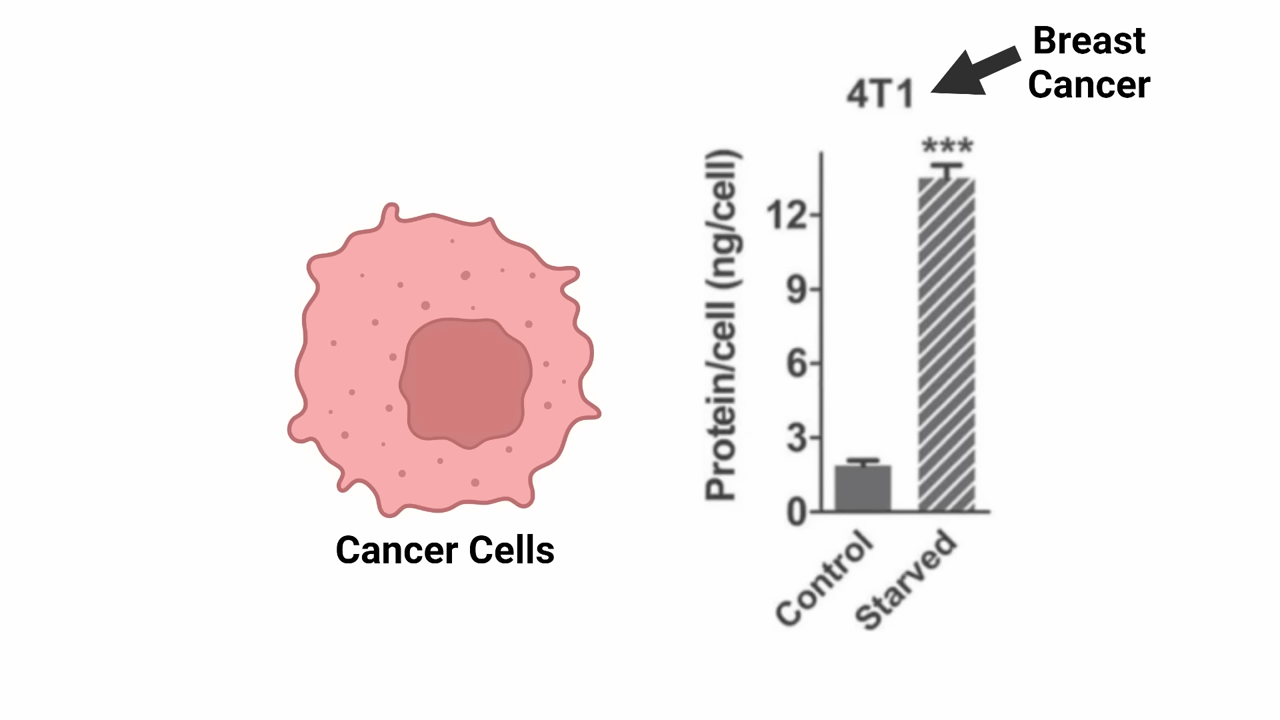 Breast
Cancer
4T1
***
Protein/cell (ng/cell)
12
9
6
3
0
Control
Starved
Cancer Cells